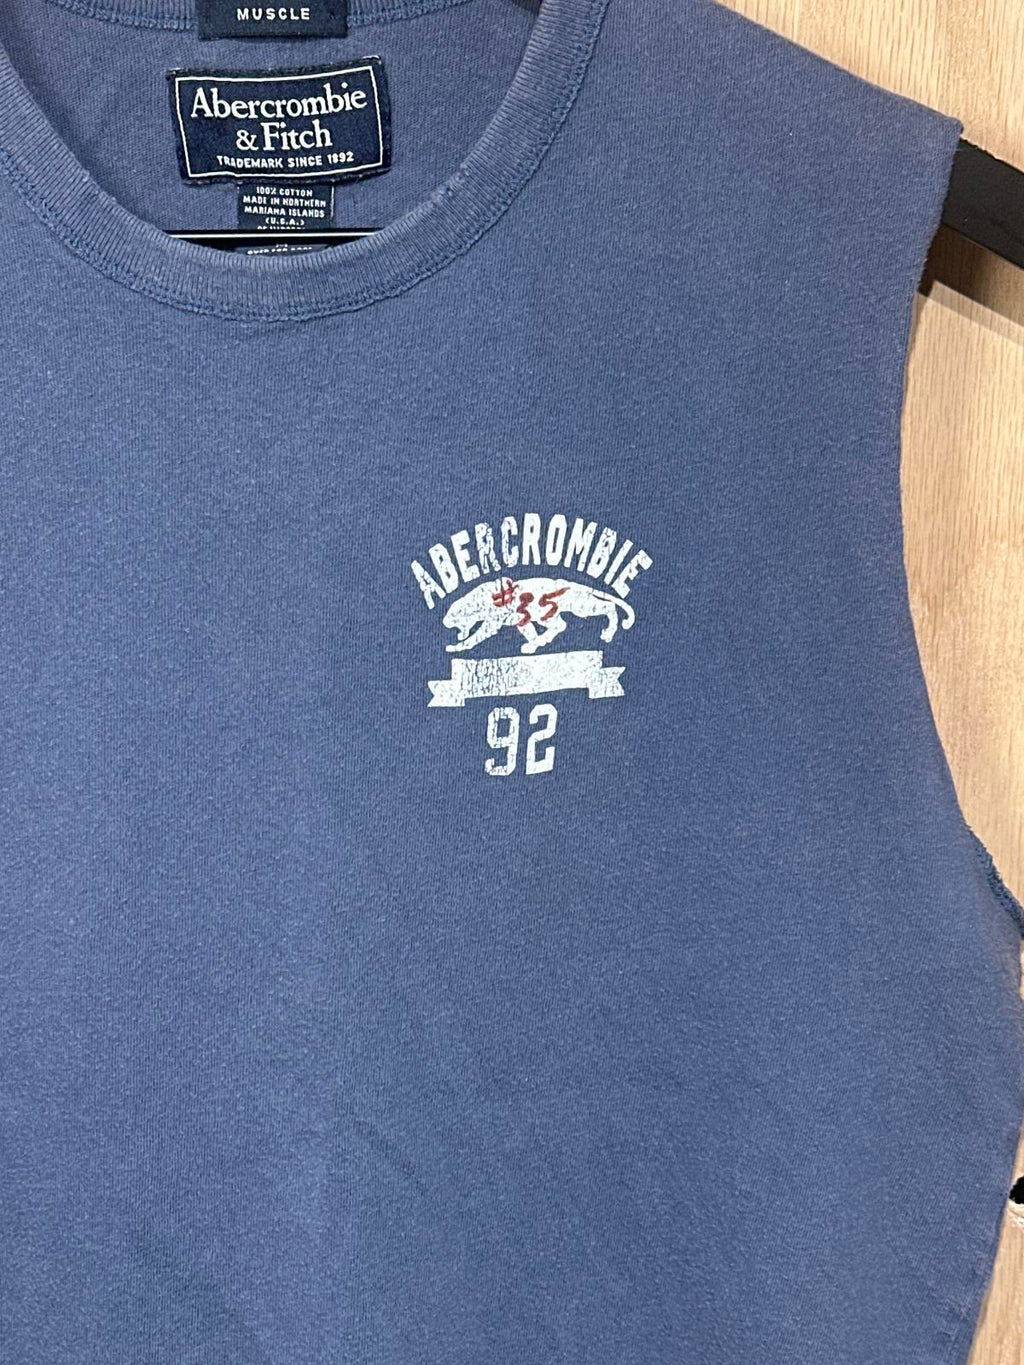 MUSCLE
Abercrombie
& Fitch
TRADEMARK SINCE 1892
100% COTTON
MADE IN NORTHERN
MARIANA ISLANDS
(U.S.A.)
ABERCROMBIE
#35
92